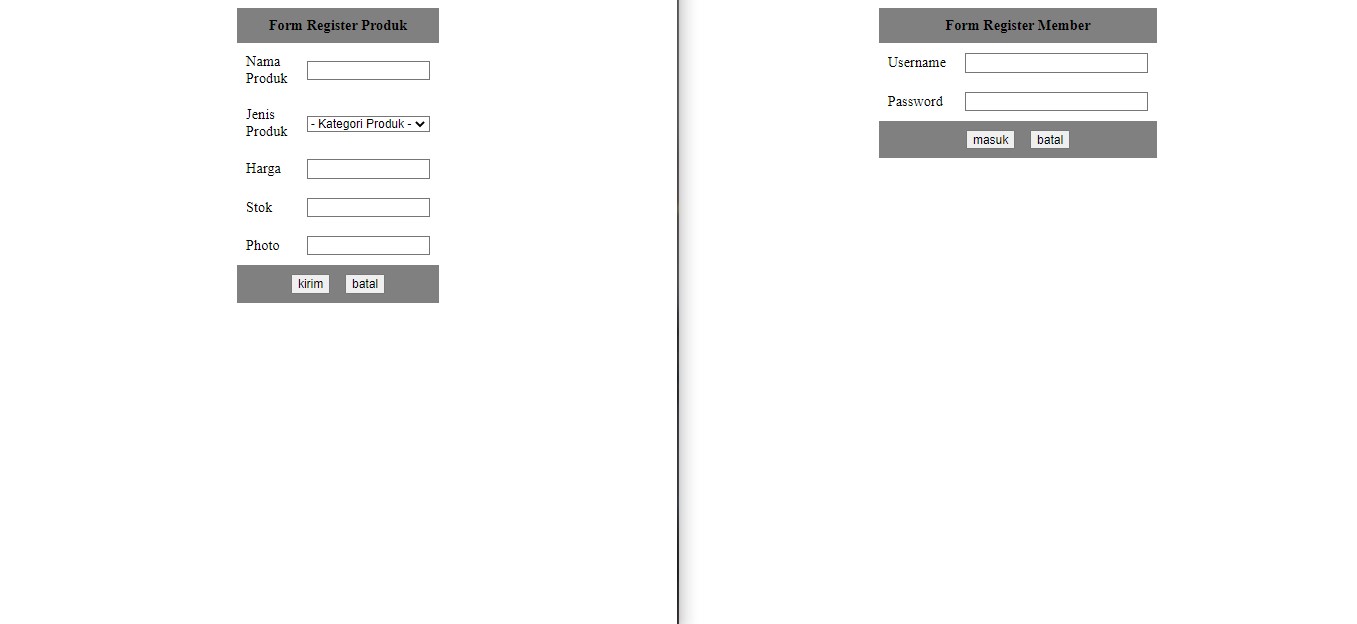 Form Register Produk
Nama
Produk
Jenis
Produk
- Kategori Produk -
Harga
Stok
Photo
kirim batal
Form Register Member
Username
Password
masuk batal